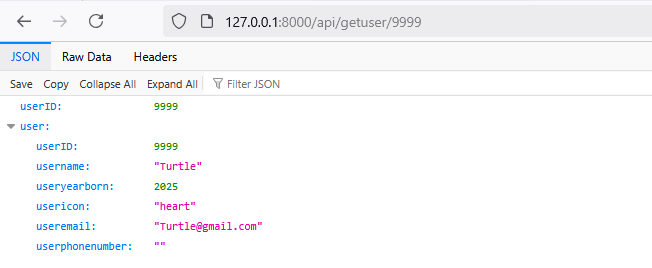 127.0.0.1:8000/api/getuser/9999
JSON Raw Data Headers
Save Copy Collapse All Expand All Filter JSON
userID: 9999
user:
userID: 9999
username: "Turtle"
useryearborn: 2025
usericon: "heart"
useremail: "Turtle@gmail.com"
userphonenumber: ""